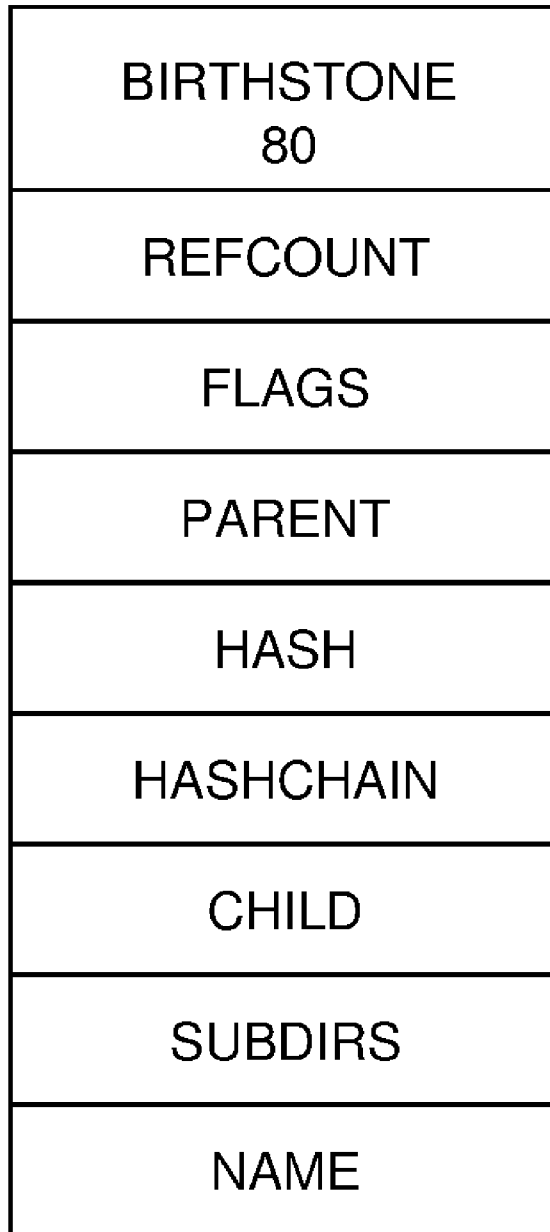 BIRTHSTONE
80
REFCOUNT
FLAGS
PARENT
HASH
HASHCHAIN
CHILD
SUBDIRS
NAME